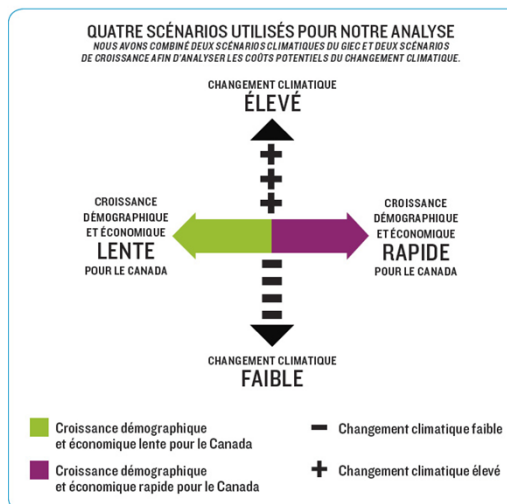 QUATRE SCÉNARIOS UTILISÉS POUR NOTRE ANALYSE
NOUS AVONS COMBINÉ DEUX SCÉNARIOS CLIMATIQUES DU GIEC ET DEUX SCÉNARIOS
DE CROISSANCE AFIN D'ANALYSER LES COÛTS POTENTIELS DU CHANGEMENT CLIMATIQUE.
CHANGEMENT CLIMATIQUE
ÉLEVÉ
CROISSANCE
DÉMOGRAPHIQUE
ET ÉCONOMIQUE
LENTE
POUR LE CANADA
CROISSANCE
DÉMOGRAPHIQUE
ET ÉCONOMIQUE
RAPIDE
POUR LE CANADA
CHANGEMENT CLIMATIQUE
FAIBLE
Croissance démographique
et économique lente pour le Canada
Croissance démographique
et économique rapide pour le Canada
Changement climatique faible
Changement climatique élevé